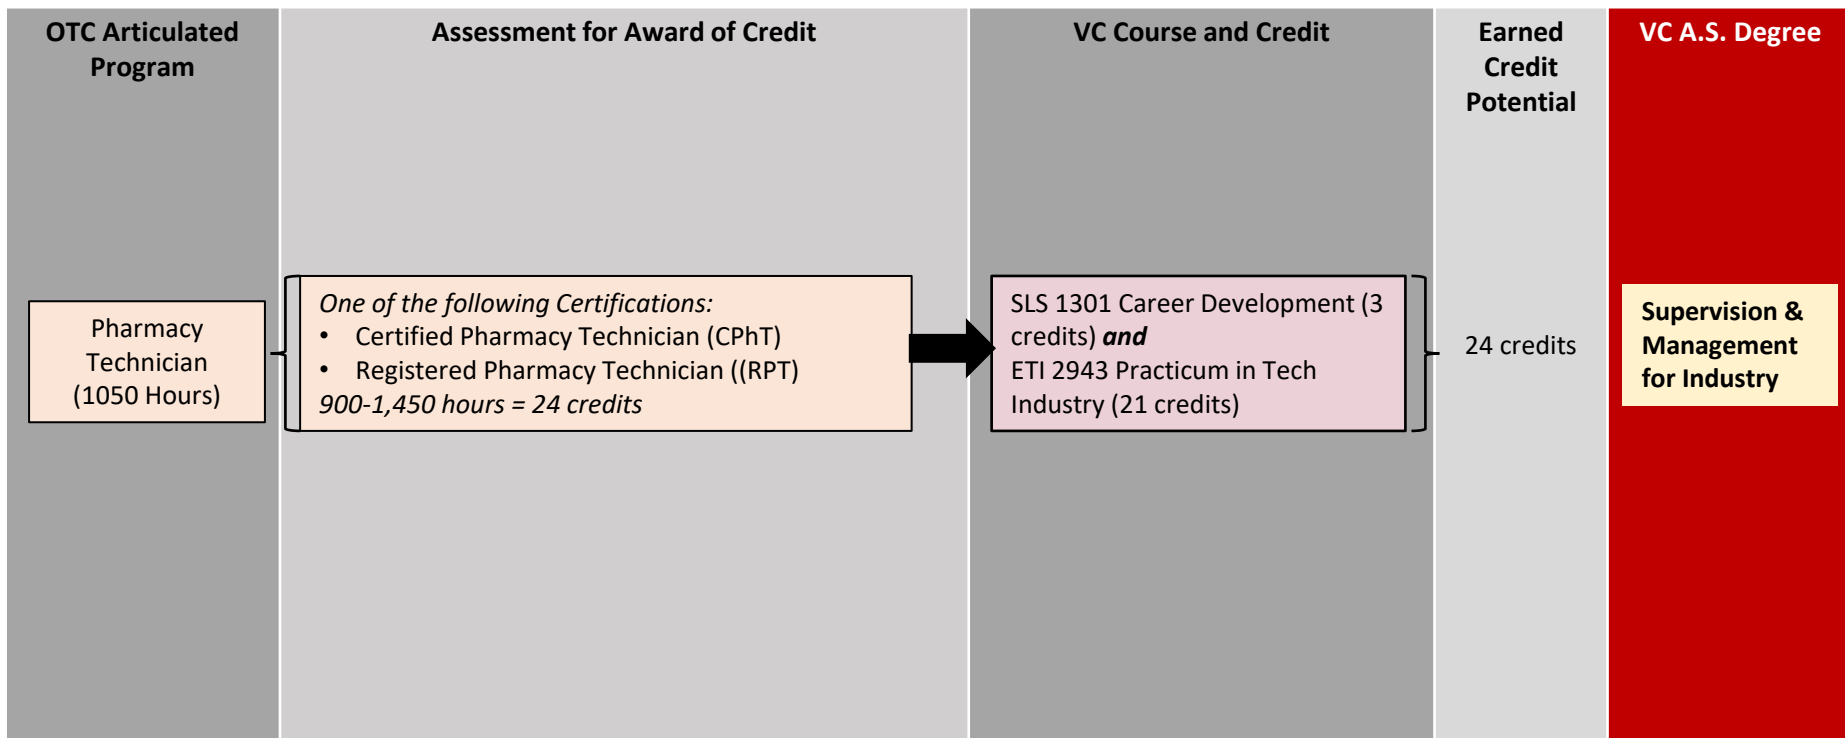 OTC Articulated
Program
Assessment for Award of Credit
VC Course and Credit
Earned
Credit
Potential
VC A.S. Degree
Pharmacy
Technician
(1050 Hours)
One of the following Certifications:
• Certified Pharmacy Technician (CPhT)
• Registered Pharmacy Technician ((RPT)
900-1,450 hours = 24 credits
SLS 1301 Career Development (3
credits) and
ETI 2943 Practicum in Tech
Industry (21 credits)
24 credits
Supervision &
Management
for Industry